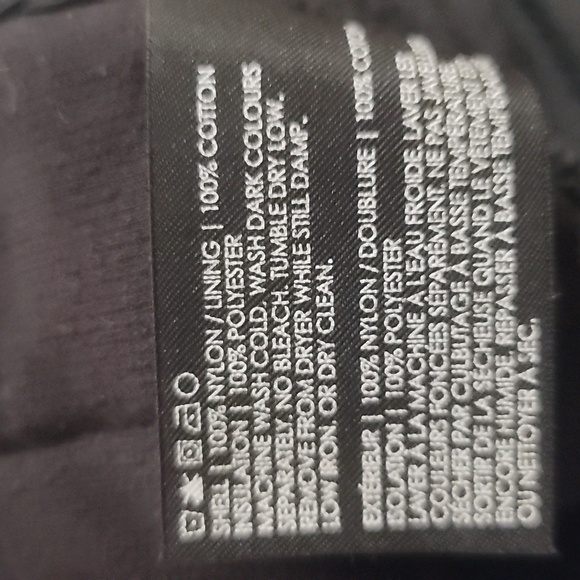 SHELL | 100% NYLON / LINING | 100% COTTON
INSULATION | 100% POLYESTER
MACHINE WASH COLD. WASH DARK COLOURS
SEPARATELY. NO BLEACH. TUMBLE DRY LOW.
REMOVE FROM DRYER WHILE STILL DAMP.
LOW IRON. OR DRY CLEAN.
EXTÉRIEUR | 100% NYLON / DOUBLURE | 100% COTON
ISOLATION | 100% POLYESTER
LAVER À LA MACHINE À L'EAU FROIDE. LAVER LES
COULEURS FONCÉES SÉPARÉMENT. NE PAS
SÉCHER PAR CULBUTAGE À BASSE TEMPÉRATURE.
SORTIR DE LA SÉCHEUSE QUAND LE VÊTEMENT
ENCORE HUMIDE. REPASSER À BASSE TEMPÉRATURE
OU NETTOYER À SEC.